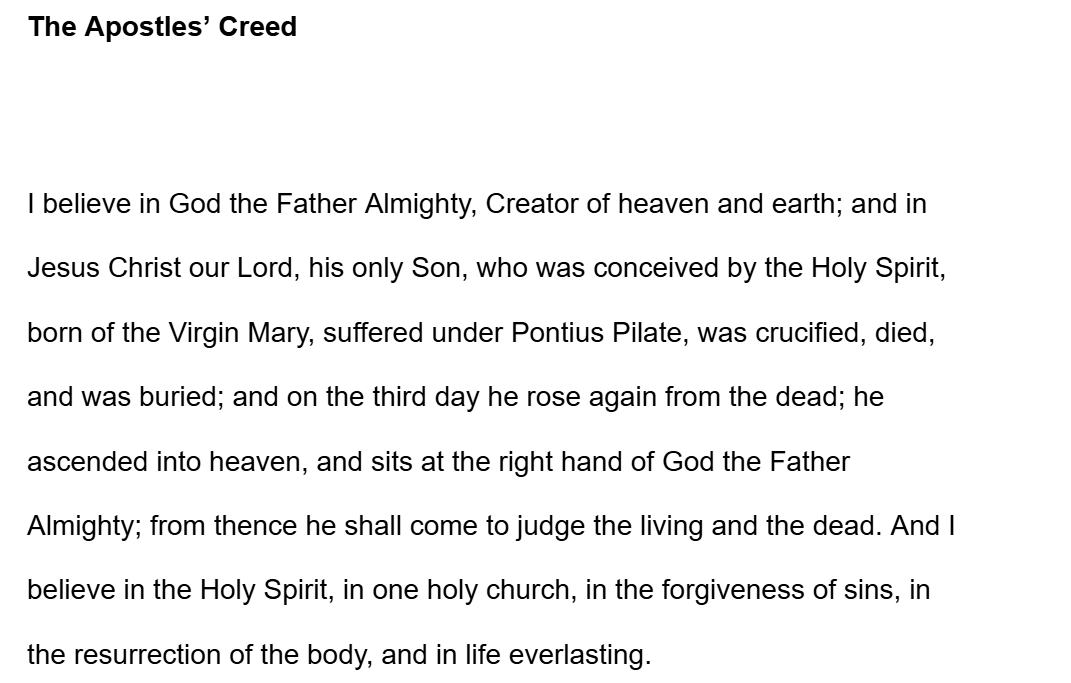 The Apostles’ Creed
I believe in God the Father Almighty, Creator of heaven and earth; and in
Jesus Christ our Lord, his only Son, who was conceived by the Holy Spirit,
born of the Virgin Mary, suffered under Pontius Pilate, was crucified, died,
and was buried; and on the third day he rose again from the dead; he
ascended into heaven, and sits at the right hand of God the Father
Almighty; from thence he shall come to judge the living and the dead. And I
believe in the Holy Spirit, in one holy church, in the forgiveness of sins, in
the resurrection of the body, and in life everlasting.